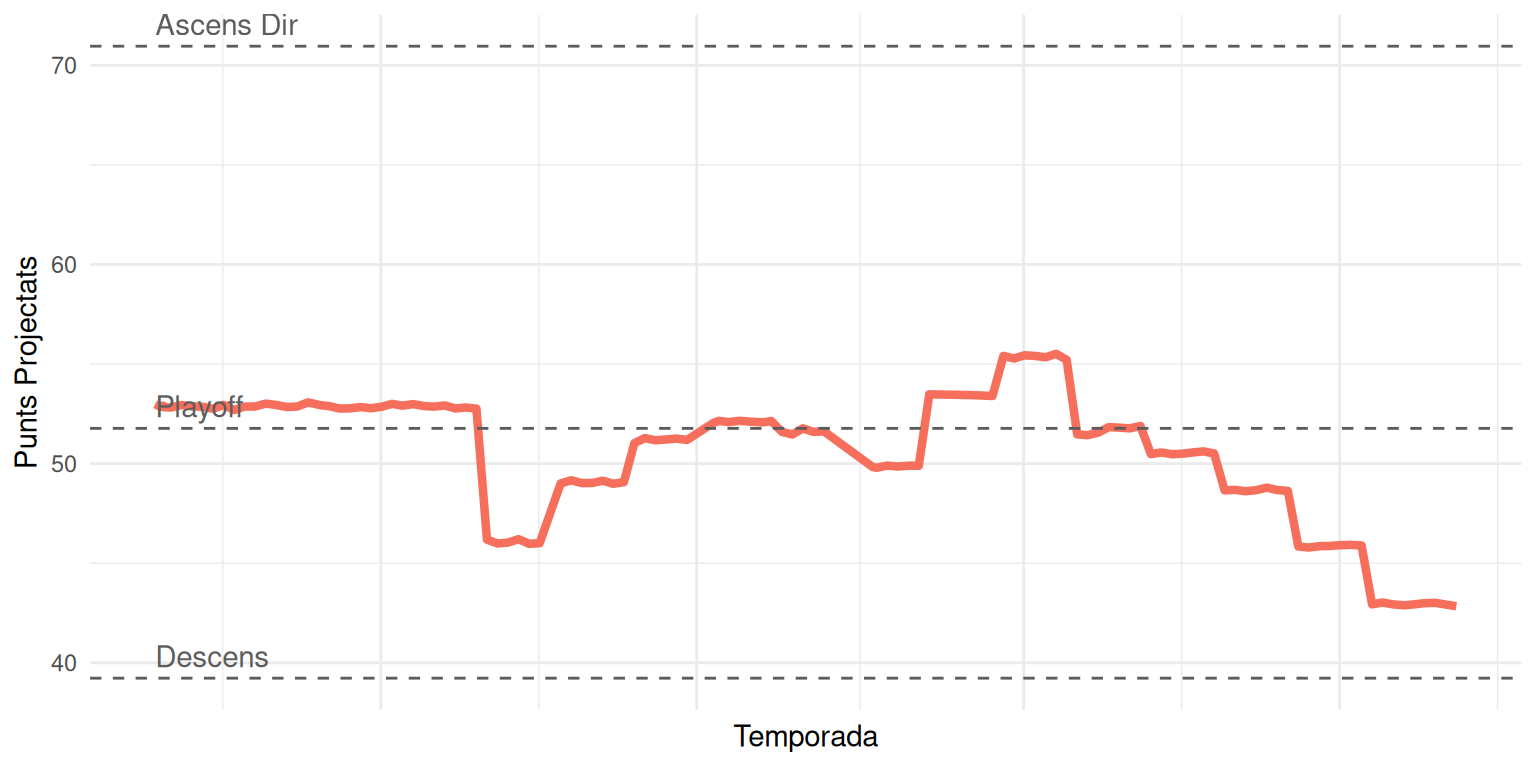 Ascens Dir
70
60
Punts Projectats
Playoff
50
Descens
40
Temporada